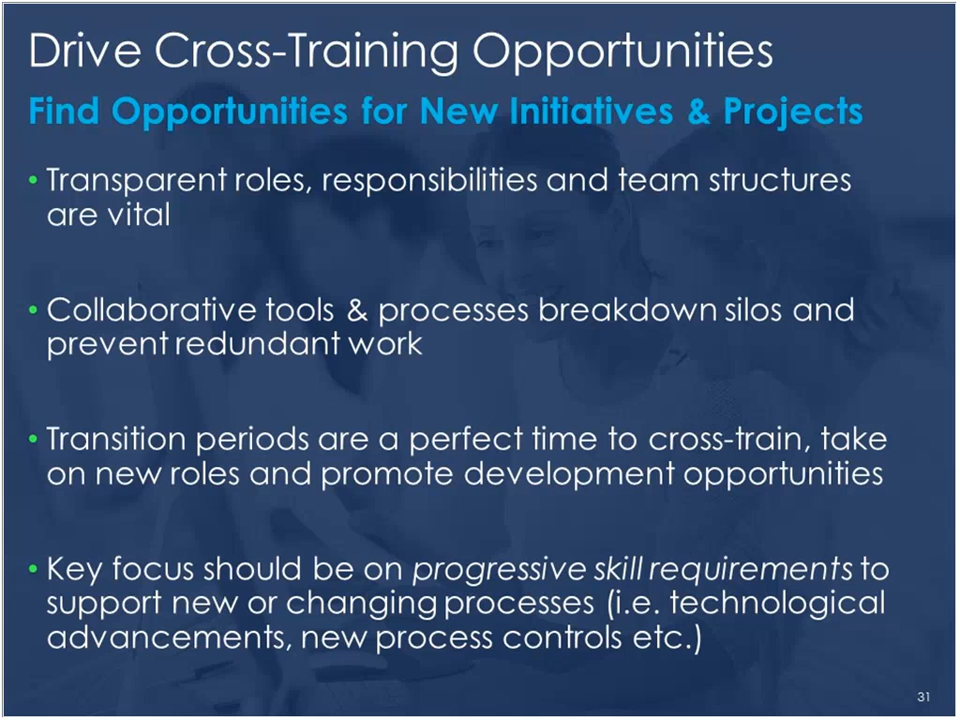 Drive Cross-Training Opportunities
Find Opportunities for New Initiatives & Projects
• Transparent roles, responsibilities and team structures
are vital
• Collaborative tools & processes breakdown silos and
prevent redundant work
• Transition periods are a perfect time to cross-train, take
on new roles and promote development opportunities
• Key focus should be on progressive skill requirements to
support new or changing processes (i.e. technological
advancements, new process controls etc.)
31